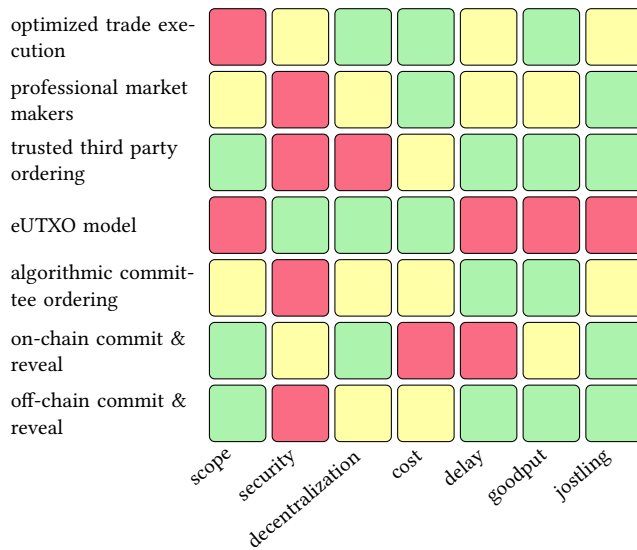 optimized trade exe-
cution
professional market
makers
trusted third party
ordering
eUTXO model
algorithmic commit-
tee ordering
on-chain commit &
reveal
off-chain commit &
reveal
scope
security
decentralization
cost
delay
goodput
jostling